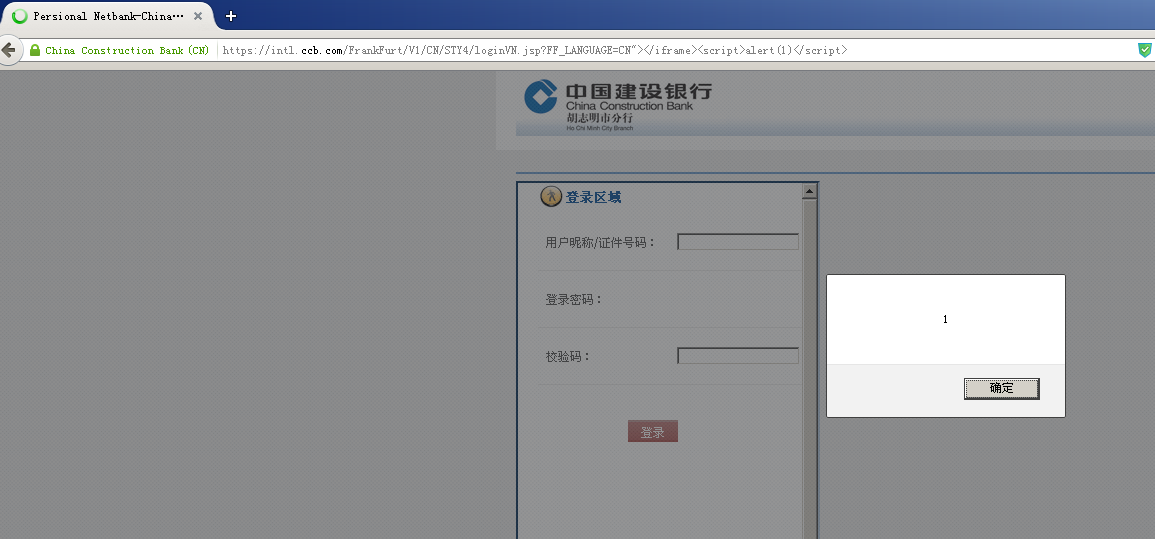 Personal Netbank-China···
China Construction Bank (CN)
https://intl.ccb.com/FrankFurt/V1/CN/STY4/loginVN.jsp?FF_LANGUAGE=CN"></iframe><script>alert(1)</script>
中国建设银行
China Construction Bank
胡志明市分行
Ho Chi Minh City Branch
登录区域
用户昵称/证件号码：
登录密码：
校验码：
登录
1
确定